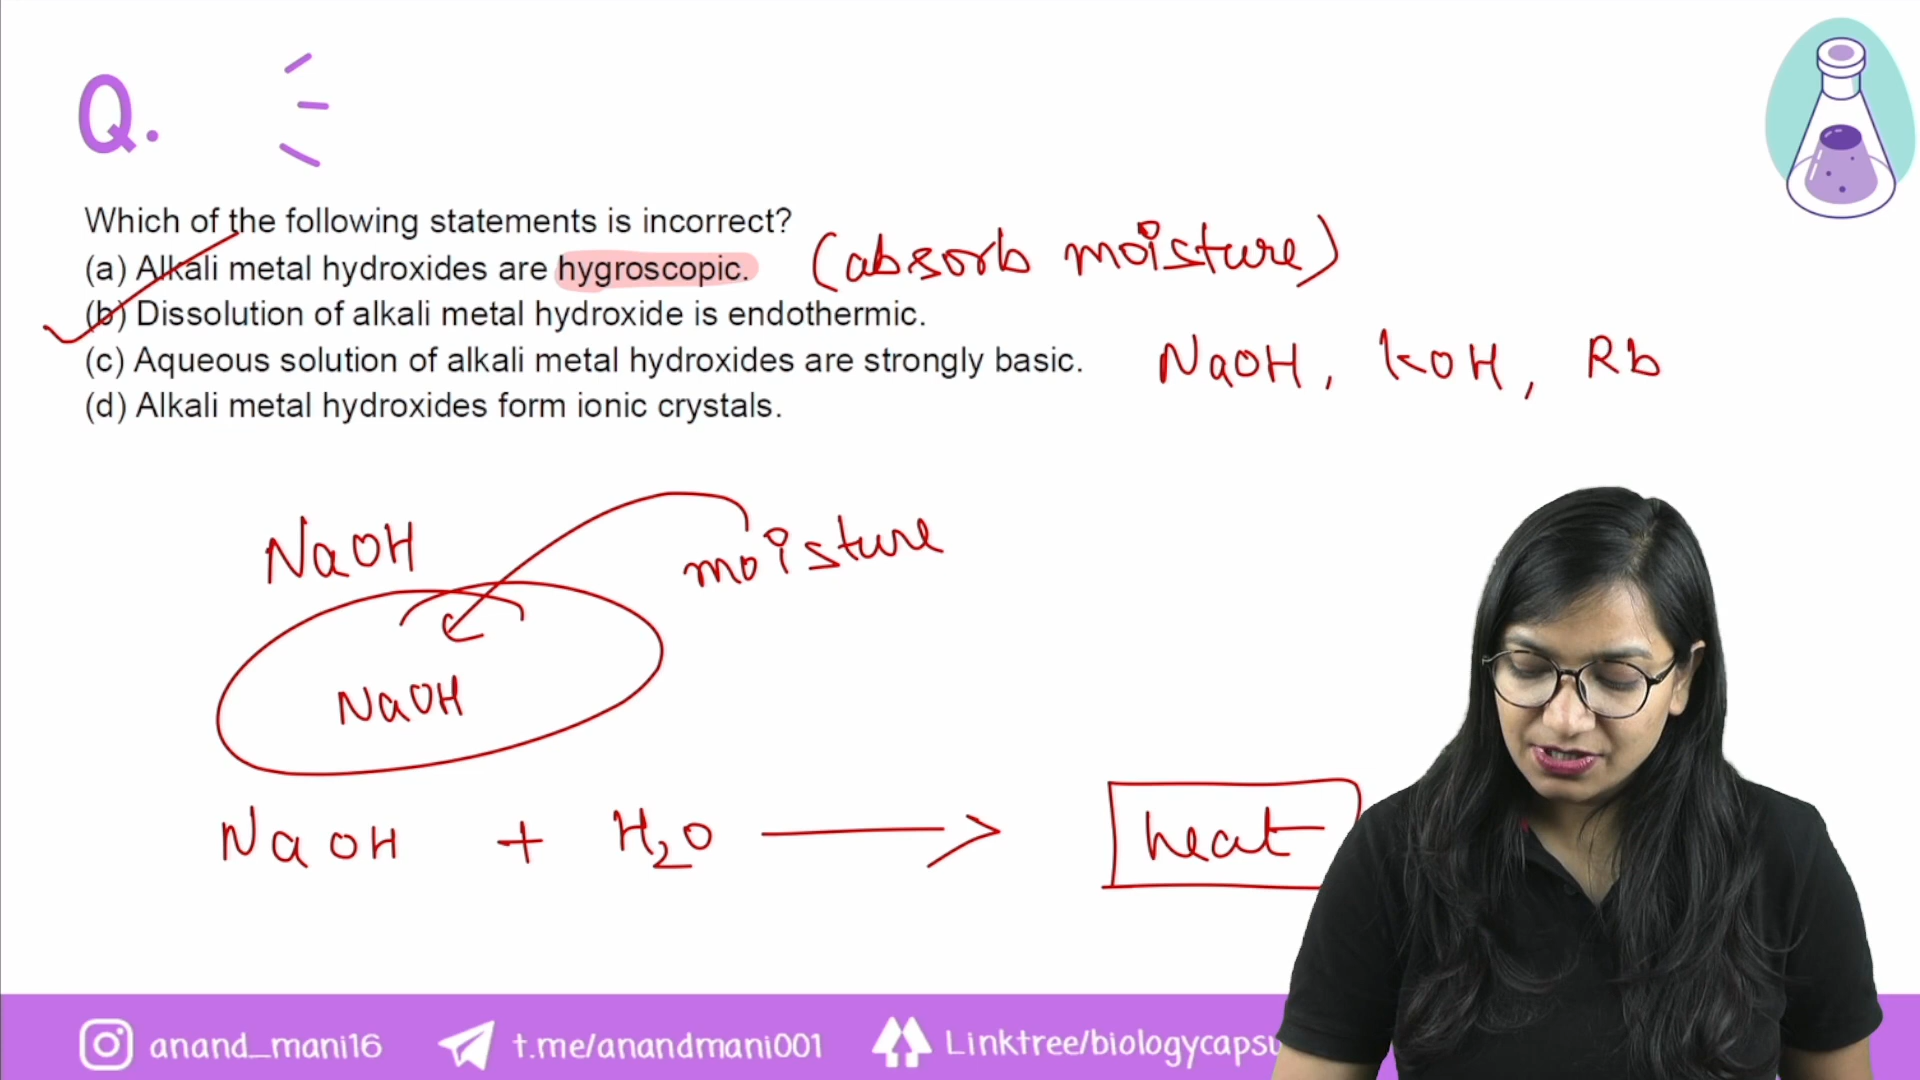 Q.
Which of the following statements is incorrect?
(a) Alkali metal hydroxides are hygroscopic. (absorb moisture)
(b) Dissolution of alkali metal hydroxide is endothermic.
(c) Aqueous solution of alkali metal hydroxides are strongly basic. NaOH, KOH, Rb
(d) Alkali metal hydroxides form ionic crystals.
NaOH moisture
NaOH
NaOH + H2O → heat
anand_mani16 t.me/anandmani001 Linktree/biologycapsu